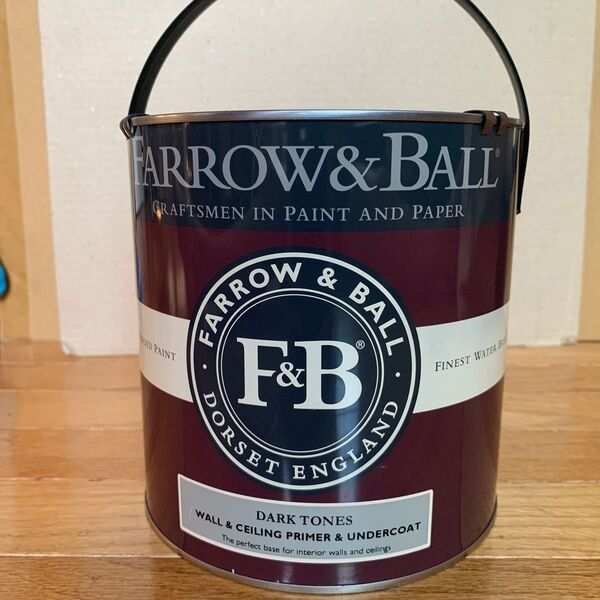 FARROW & BALL®
CRAFTSMEN IN PAINT AND PAPER
FARROW & BALL
F&B®
DORSET ENGLAND
PAINT
FINEST WATER
DARK TONES
WALL & CEILING PRIMER & UNDERCOAT
The perfect base for interior walls and ceilings